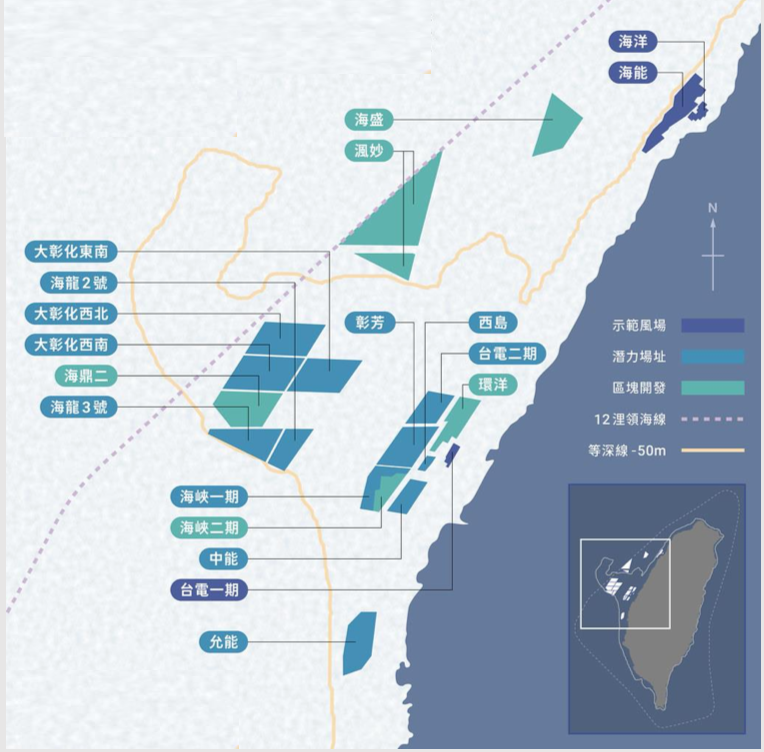 海洋
海能
海盛
渢妙
N
大彰化東南
海龍2號
大彰化西北
大彰化西南
海鼎二
海龍3號
彰芳
西島
台電二期
環洋
示範風場
潛力場址
區塊開發
12浬領海線
等深線-50m
海峽一期
海峽二期
中能
台電一期
允能